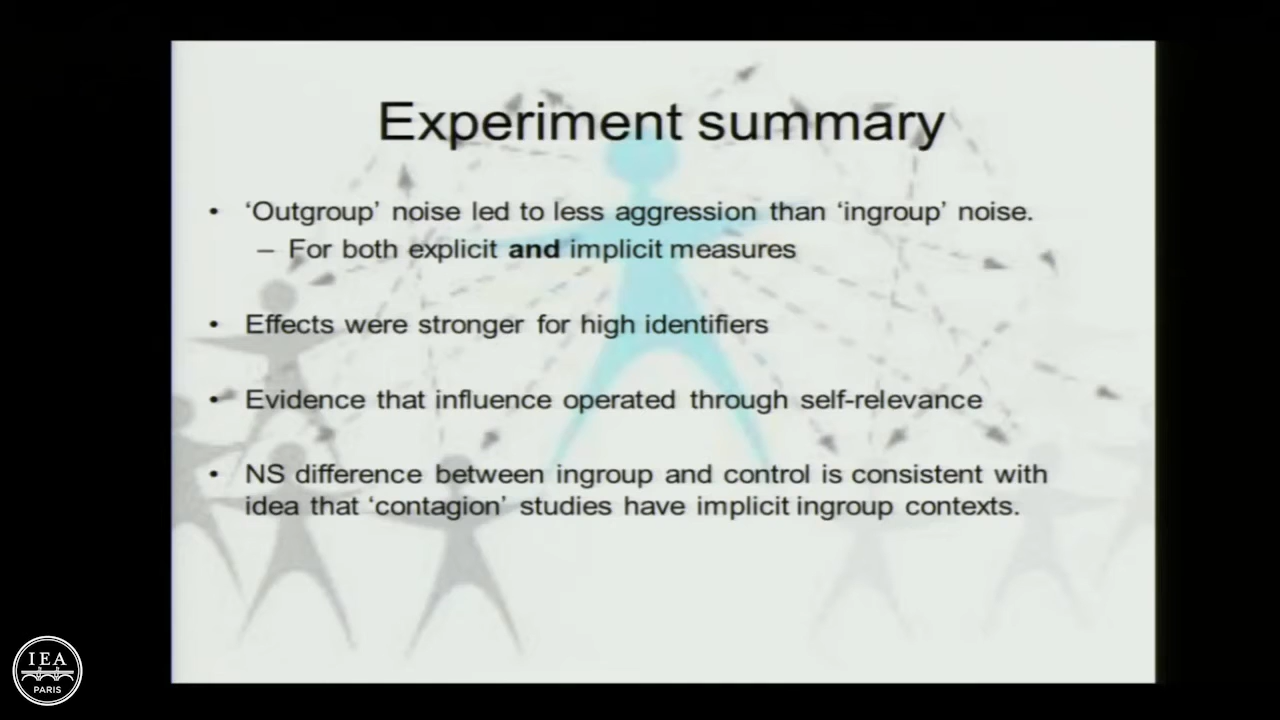 Experiment summary
• ‘Outgroup’ noise led to less aggression than ‘ingroup’ noise.
– For both explicit and implicit measures
• Effects were stronger for high identifiers
• Evidence that influence operated through self-relevance
• NS difference between ingroup and control is consistent with
idea that ‘contagion’ studies have implicit ingroup contexts.
IEA
PARIS